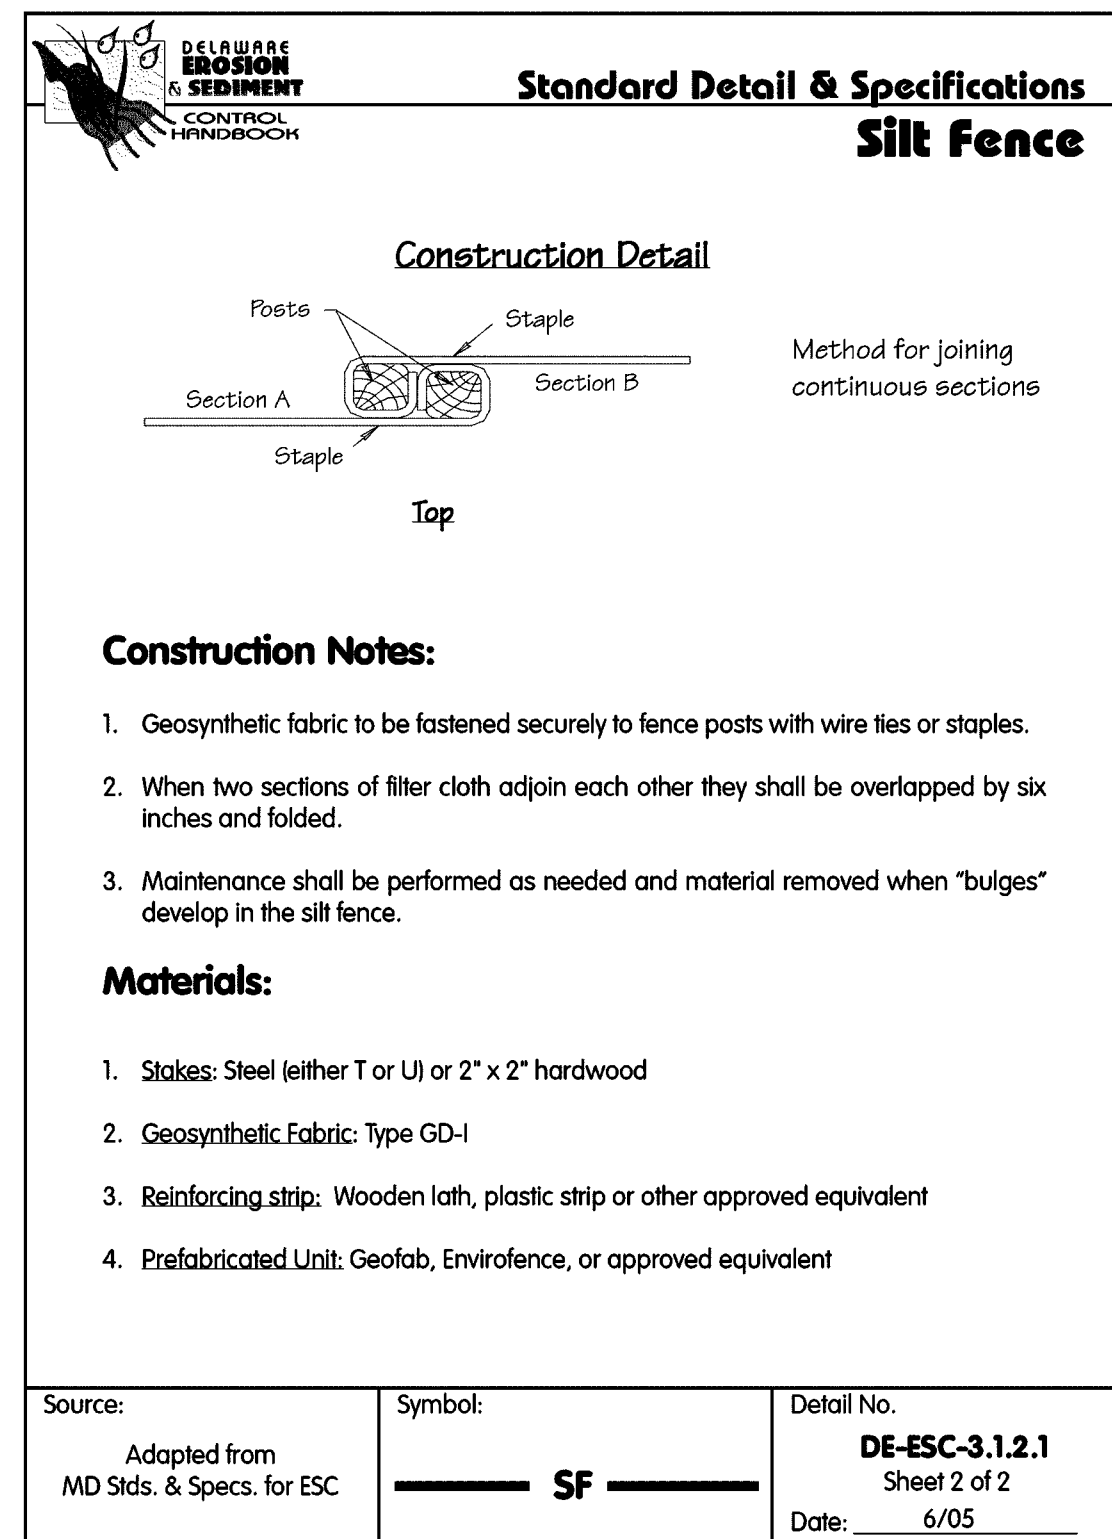 DELAWARE
EROSION
& SEDIMENT
CONTROL
HANDBOOK
Standard Detail & Specifications
Silt Fence
Construction Detail
Posts
Staple
Method for joining
continuous sections
Section A
Section B
Staple
Top
Construction Notes:
1. Geosynthetic fabric to be fastened securely to fence posts with wire ties or staples.
2. When two sections of filter cloth adjoin each other they shall be overlapped by six
inches and folded.
3. Maintenance shall be performed as needed and material removed when "bulges"
develop in the silt fence.
Materials:
1. Stakes: Steel (either T or U) or 2" x 2" hardwood
2. Geosynthetic Fabric: Type GD-I
3. Reinforcing strip: Wooden lath, plastic strip or other approved equivalent
4. Prefabricated Unit: Geofab, Envirofence, or approved equivalent
Source:
Adapted from
MD Stds. & Specs. for ESC
Symbol:
SF
Detail No.
DE-ESC-3.1.2.1
Sheet 2 of 2
Date: 6/05